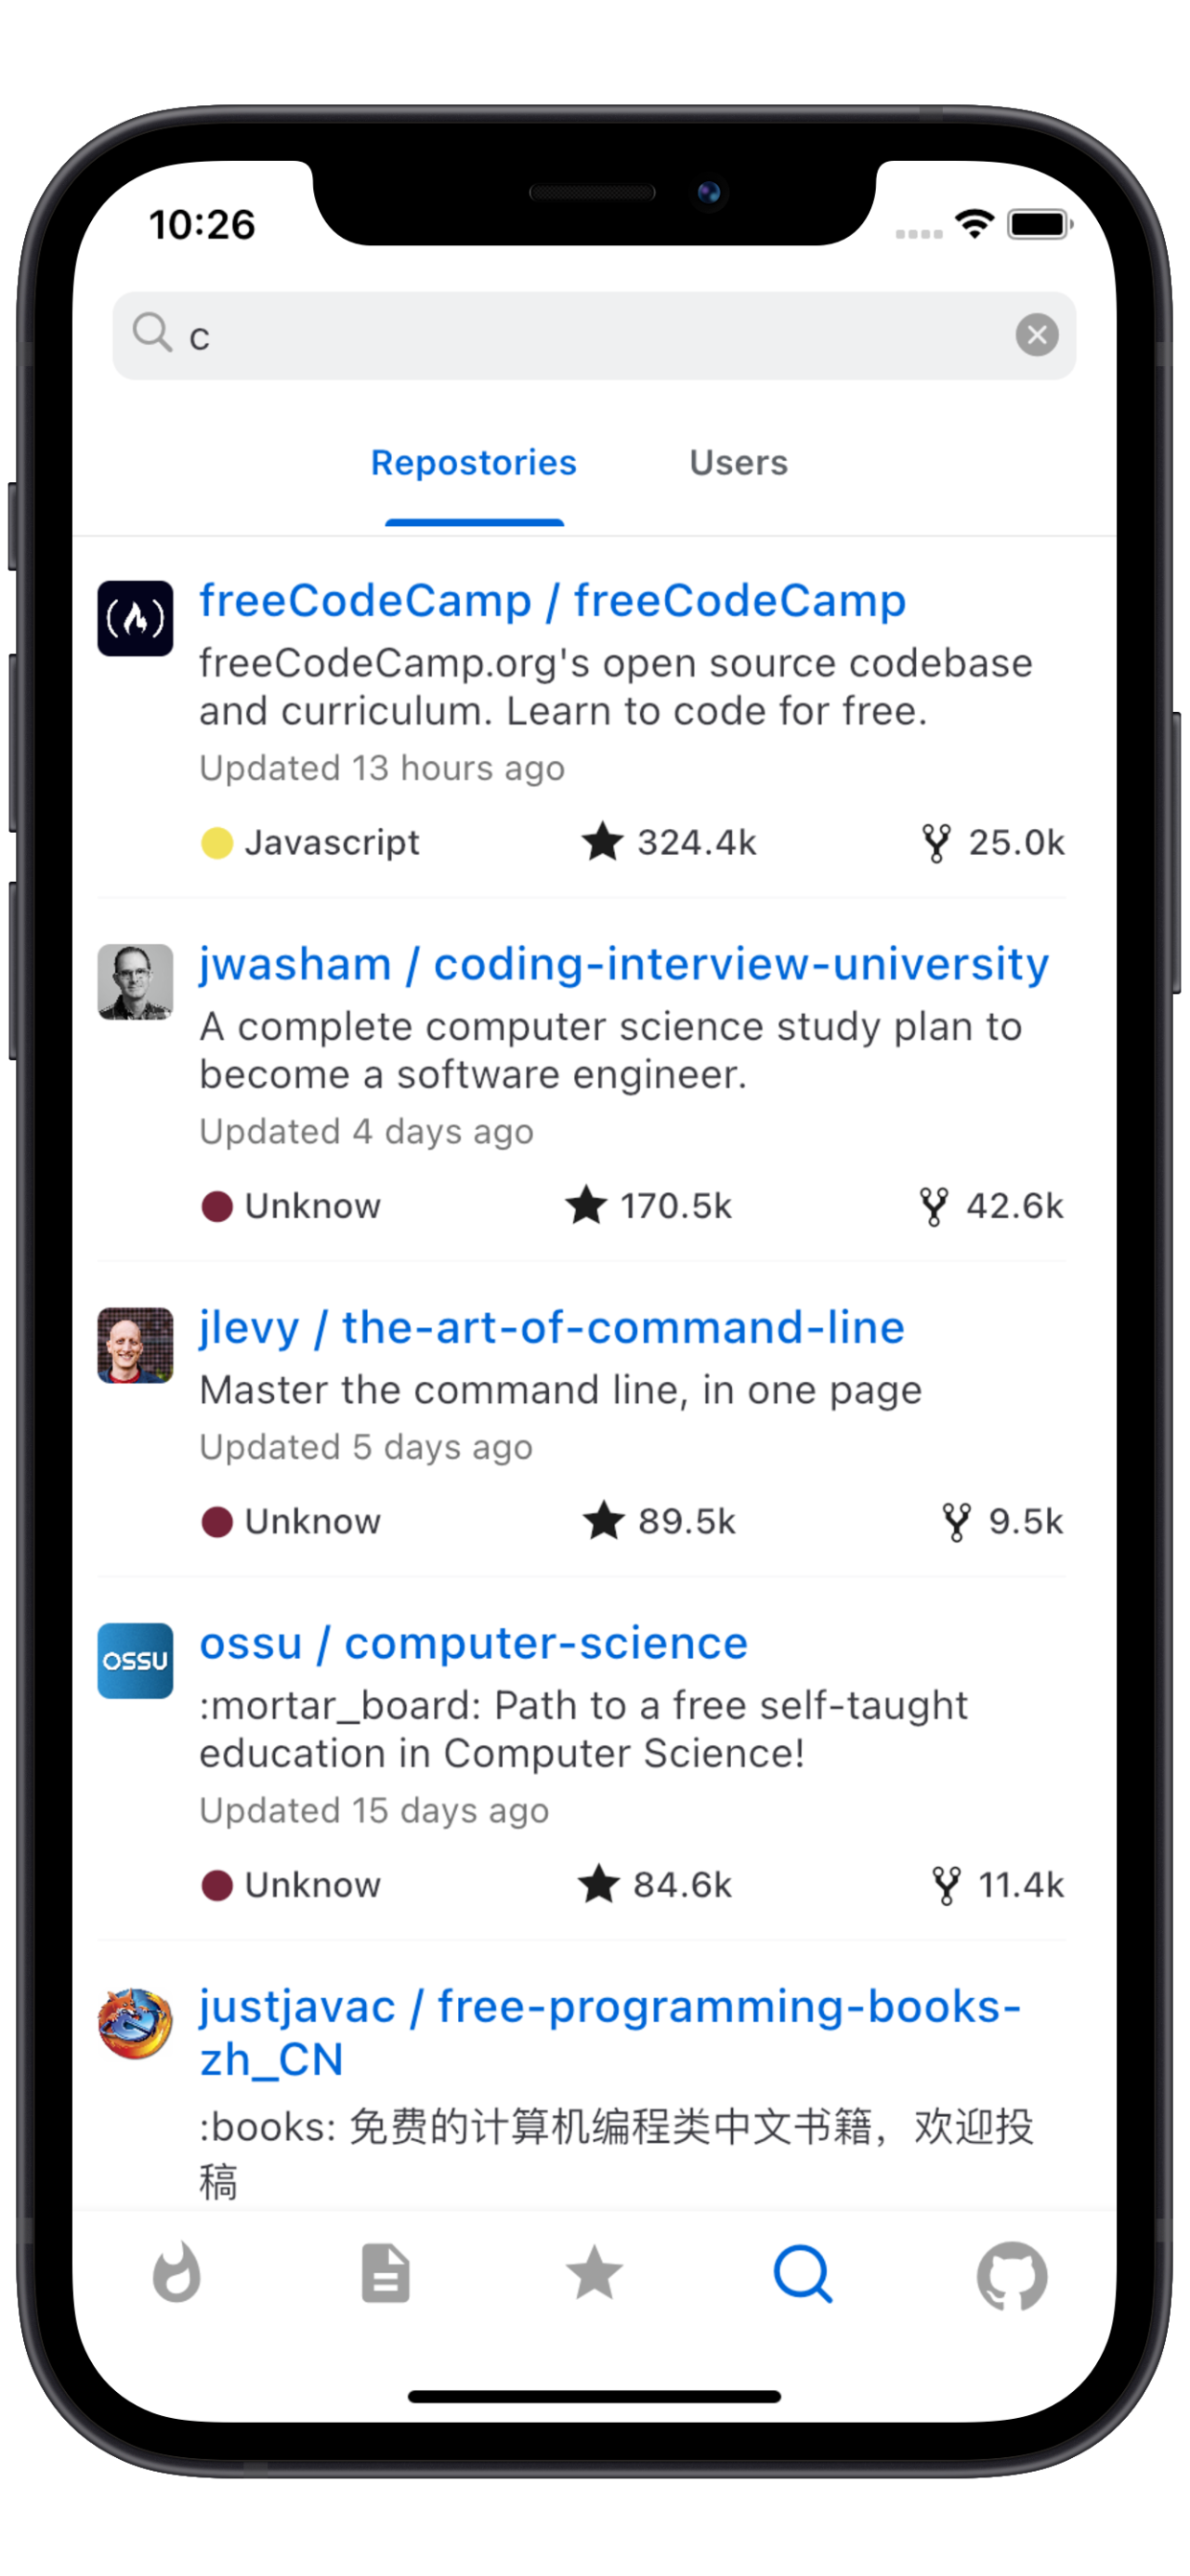 10:26
c
Repostories Users
freeCodeCamp / freeCodeCamp
freeCodeCamp.org's open source codebase
and curriculum. Learn to code for free.
Updated 13 hours ago
Javascript 324.4k 25.0k
jwasham / coding-interview-university
A complete computer science study plan to
become a software engineer.
Updated 4 days ago
Unknow 170.5k 42.6k
jlevy / the-art-of-command-line
Master the command line, in one page
Updated 5 days ago
Unknow 89.5k 9.5k
OSSU
ossu / computer-science
:mortar_board: Path to a free self-taught
education in Computer Science!
Updated 15 days ago
Unknow 84.6k 11.4k
justjavac / free-programming-books-
zh_CN
:books: 免费的计算机编程类中文书籍，欢迎投
稿